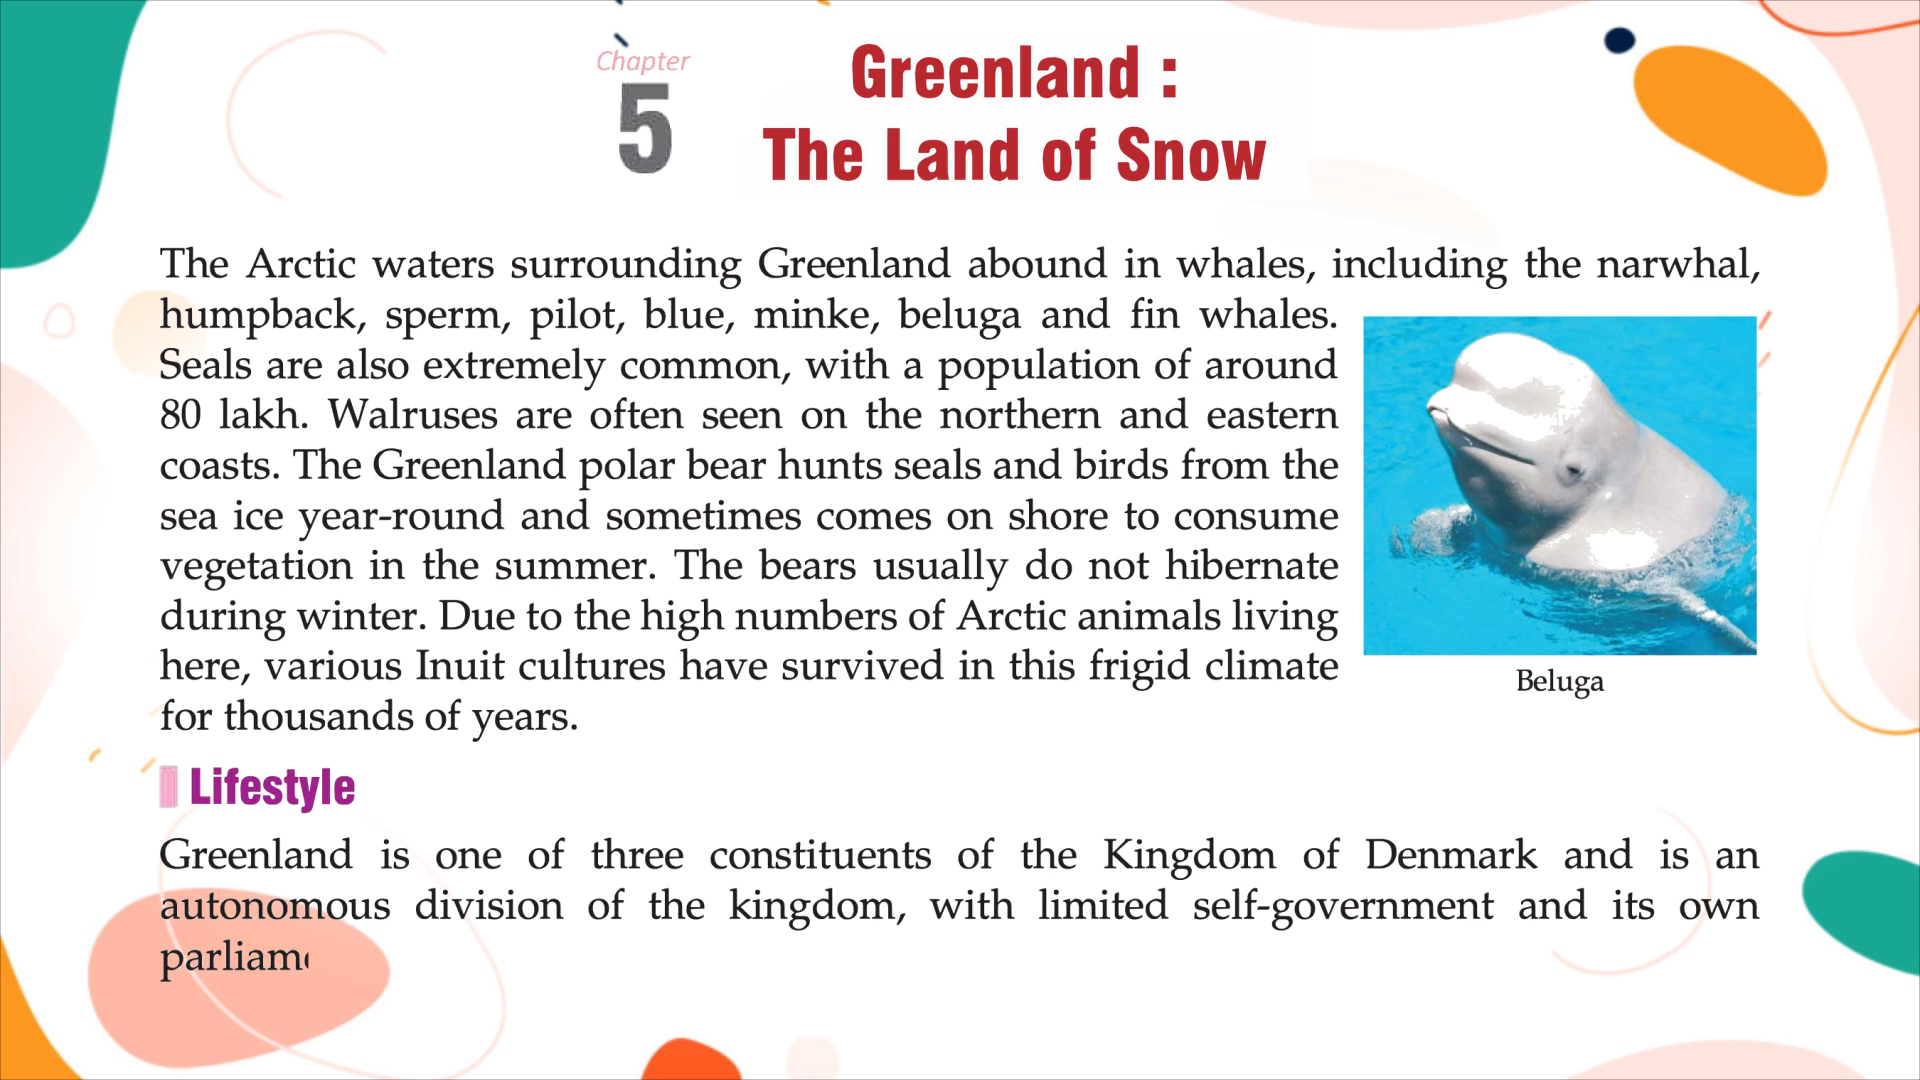 Chapter
5
Greenland :
The Land of Snow
The Arctic waters surrounding Greenland abound in whales, including the narwhal,
humpback, sperm, pilot, blue, minke, beluga and fin whales.
Seals are also extremely common, with a population of around
80 lakh. Walruses are often seen on the northern and eastern
coasts. The Greenland polar bear hunts seals and birds from the
sea ice year-round and sometimes comes on shore to consume
vegetation in the summer. The bears usually do not hibernate
during winter. Due to the high numbers of Arctic animals living
here, various Inuit cultures have survived in this frigid climate
for thousands of years.
Beluga
Lifestyle
Greenland is one of three constituents of the Kingdom of Denmark and is an
autonomous division of the kingdom, with limited self-government and its own